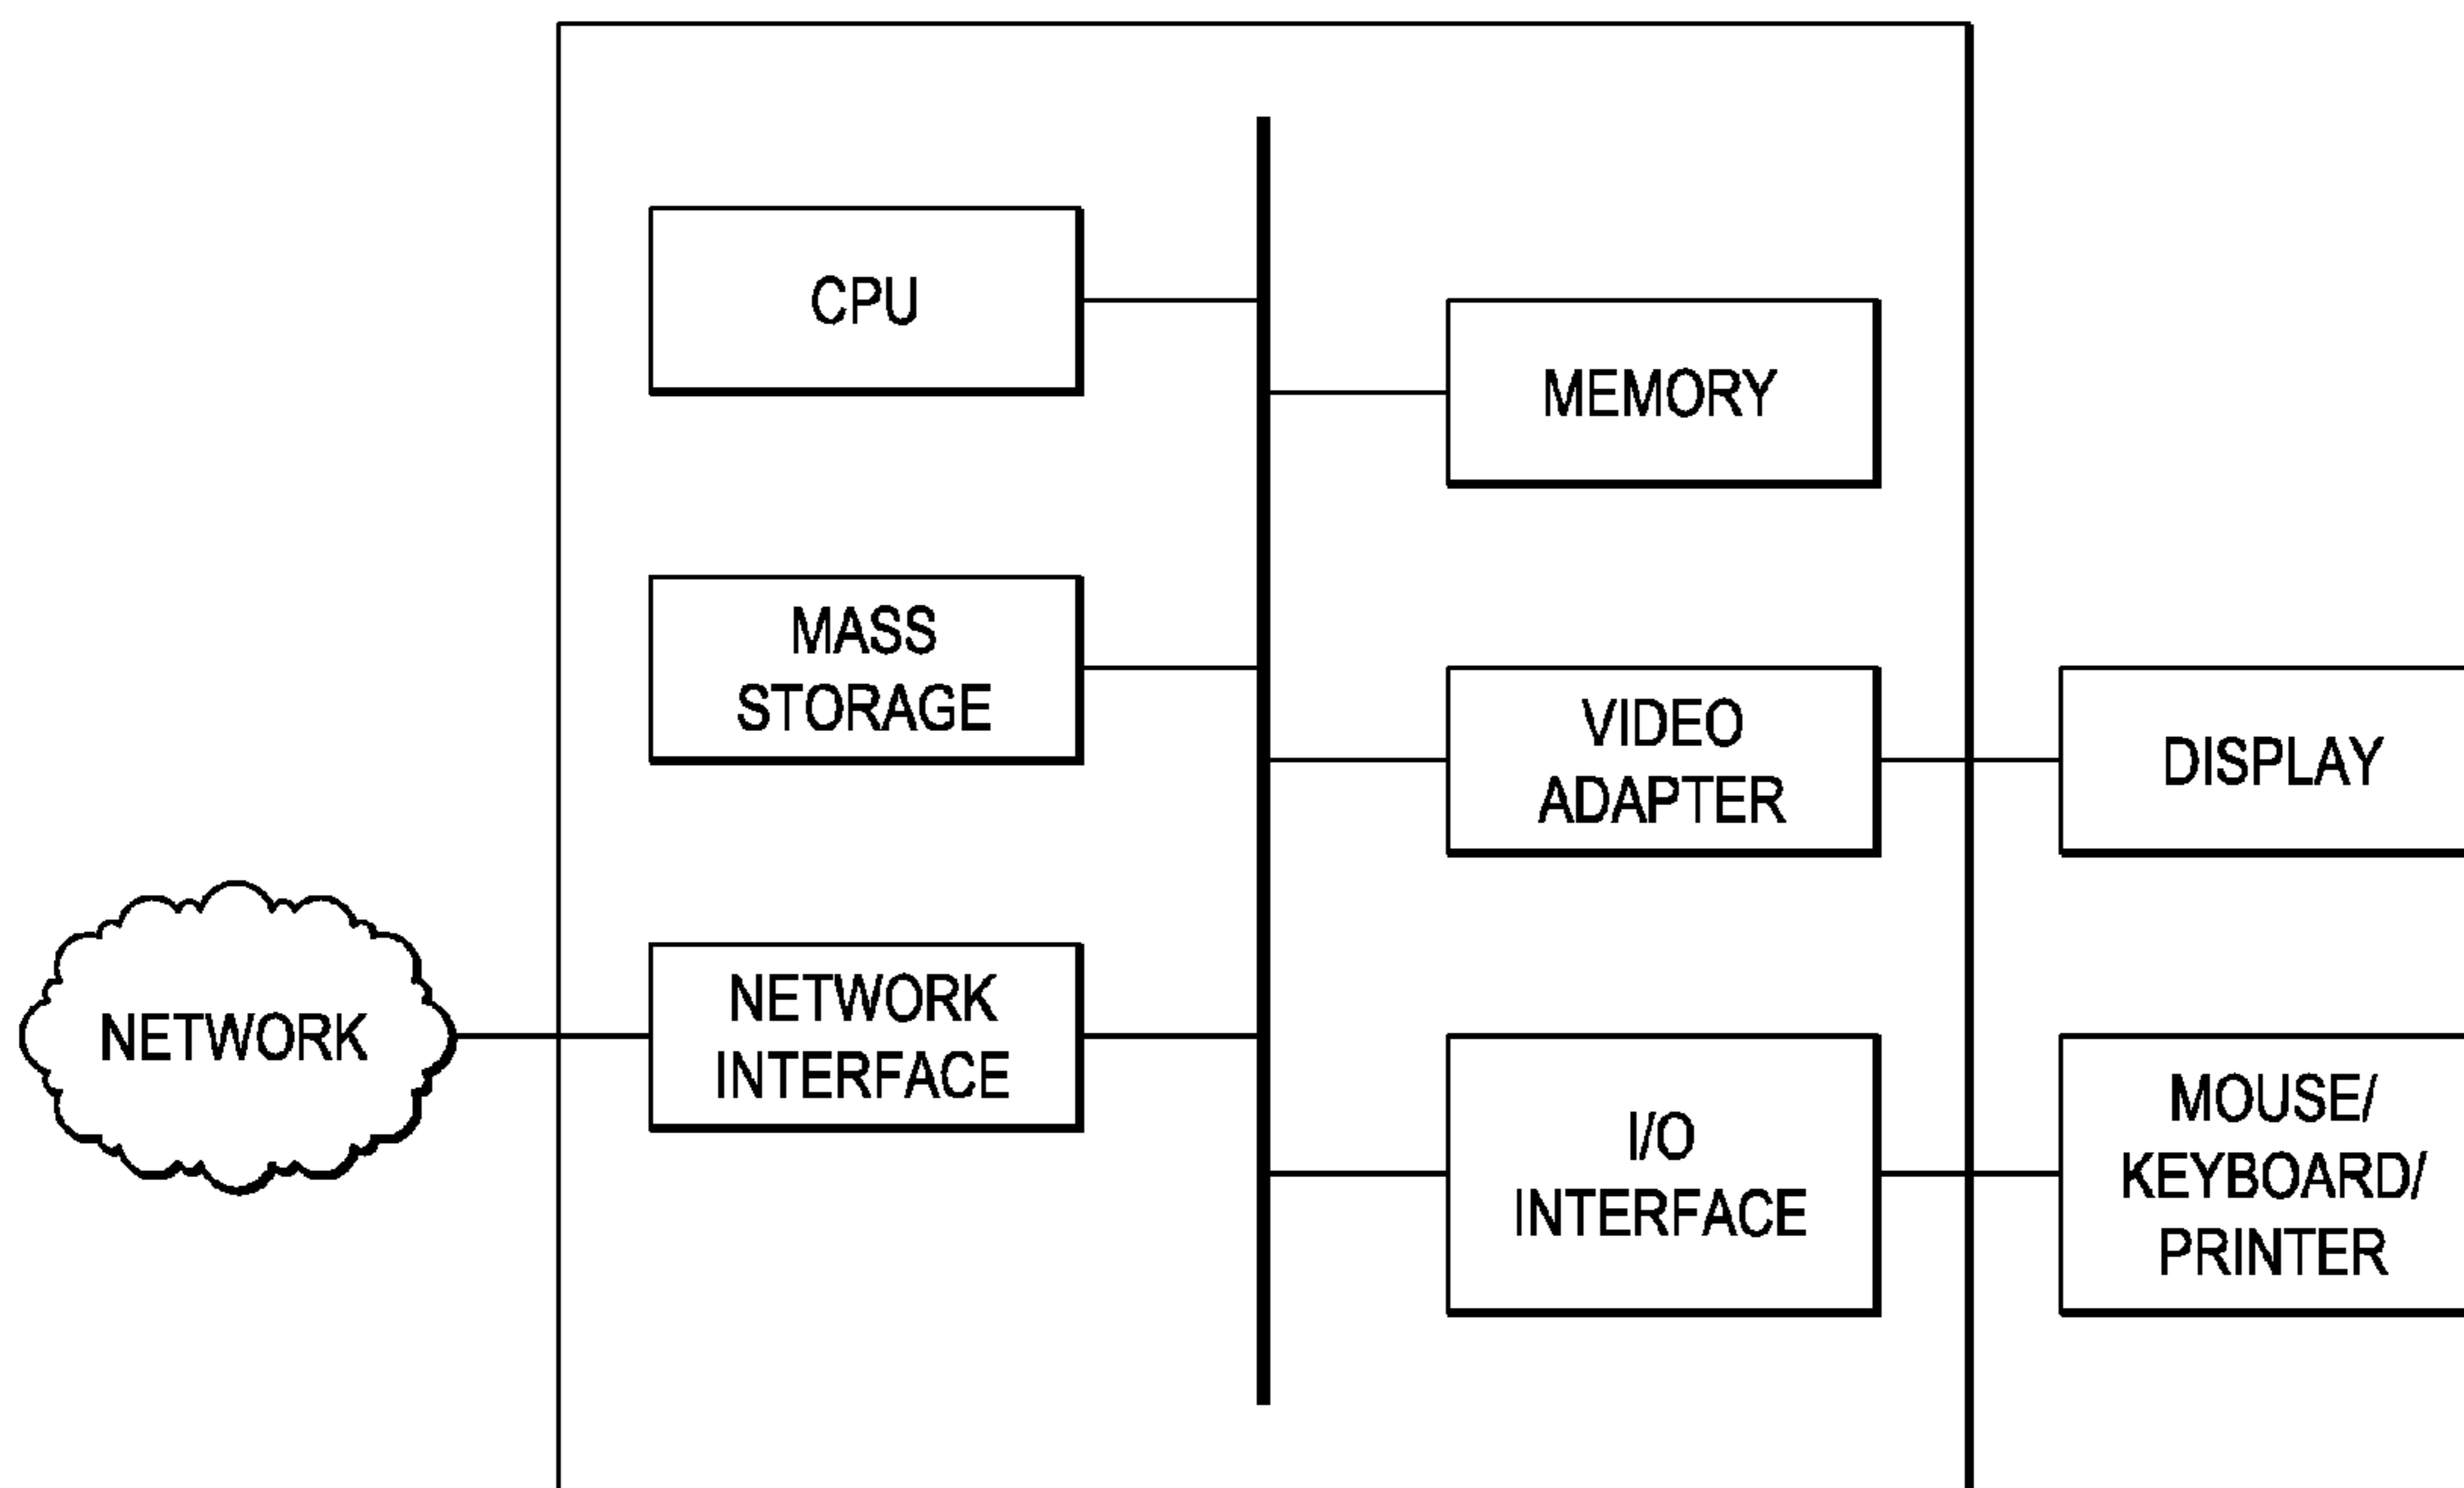 CPU
MEMORY
MASS
STORAGE
VIDEO
ADAPTER
DISPLAY
NETWORK
NETWORK
INTERFACE
I/O
INTERFACE
MOUSE/
KEYBOARD/
PRINTER